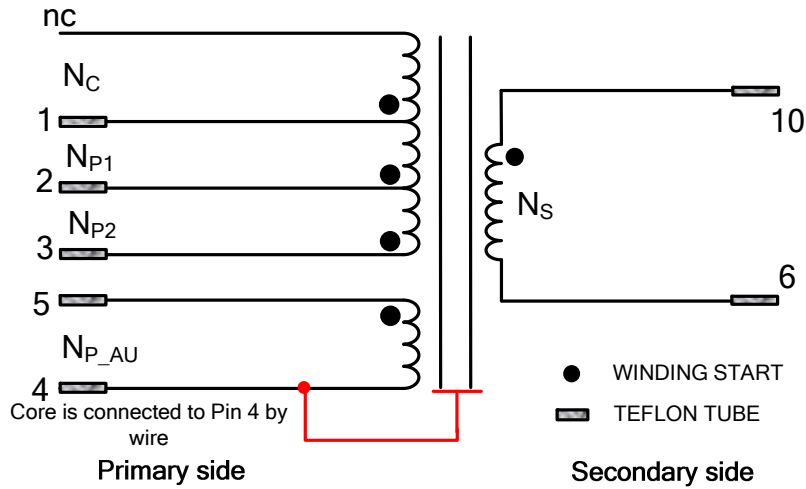 nc
NC
1
NP1
2
NP2
3
5
NP_AU
4
Core is connected to Pin 4 by
wire
Primary side
10
NS
6
WINDING START
TEFLON TUBE
Secondary side